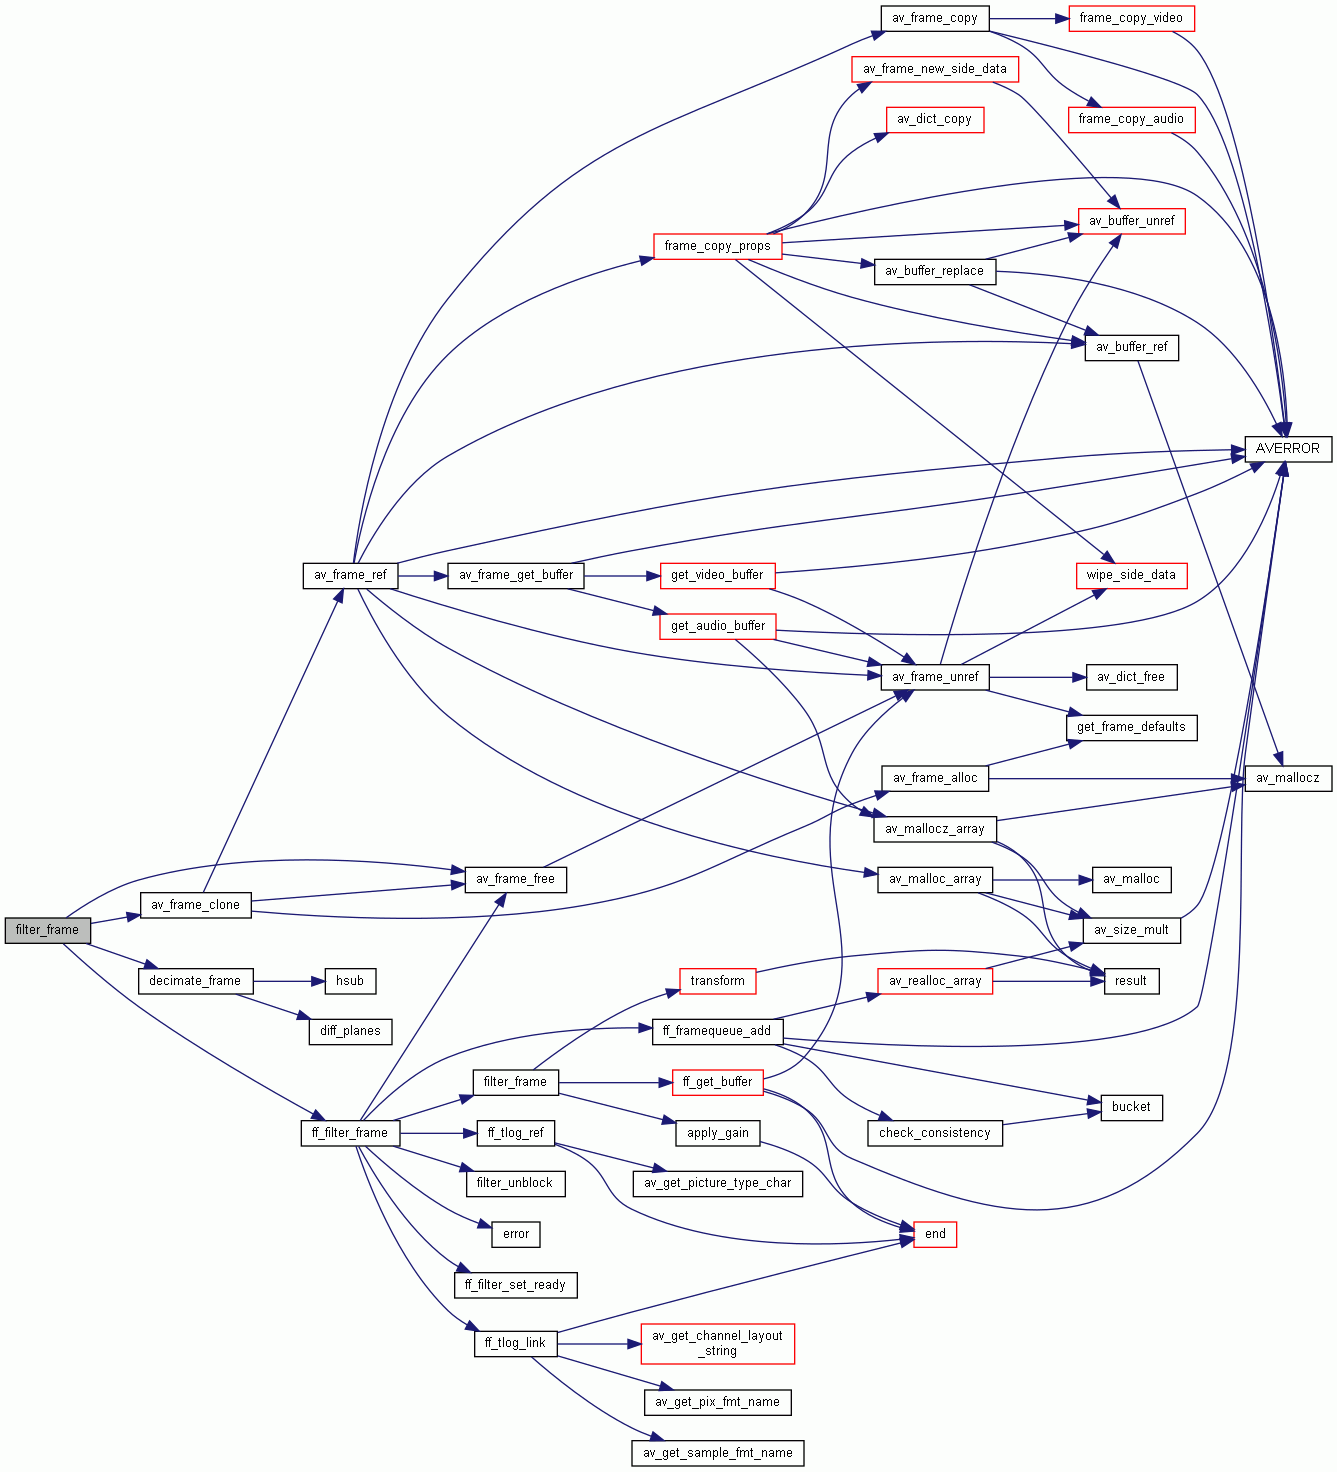 av_frame_copy
frame_copy_video
av_frame_new_side_data
av_dict_copy
frame_copy_audio
av_buffer_unref
frame_copy_props
av_buffer_replace
av_buffer_ref
AVERROR
av_frame_ref
av_frame_get_buffer
get_video_buffer
wipe_side_data
get_audio_buffer
av_frame_unref
av_dict_free
get_frame_defaults
av_frame_alloc
av_mallocz
av_mallocz_array
av_frame_free
av_malloc_array
av_malloc
av_frame_clone
filter_frame
av_size_mult
decimate_frame
hsub
transform
av_realloc_array
result
diff_planes
ff_framequeue_add
filter_frame
ff_get_buffer
bucket
ff_filter_frame
ff_tlog_ref
apply_gain
check_consistency
filter_unblock
av_get_picture_type_char
error
end
ff_filter_set_ready
ff_tlog_link
av_get_channel_layout
_string
av_get_pix_fmt_name
av_get_sample_fmt_name